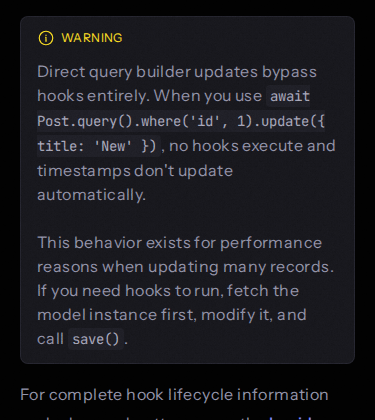 WARNING
Direct query builder updates bypass
hooks entirely. When you use await
Post.query().where('id', 1).update({
title: 'New' }), no hooks execute and
timestamps don't update
automatically.
This behavior exists for performance
reasons when updating many records.
If you need hooks to run, fetch the
model instance first, modify it, and
call save().
For complete hook lifecycle information